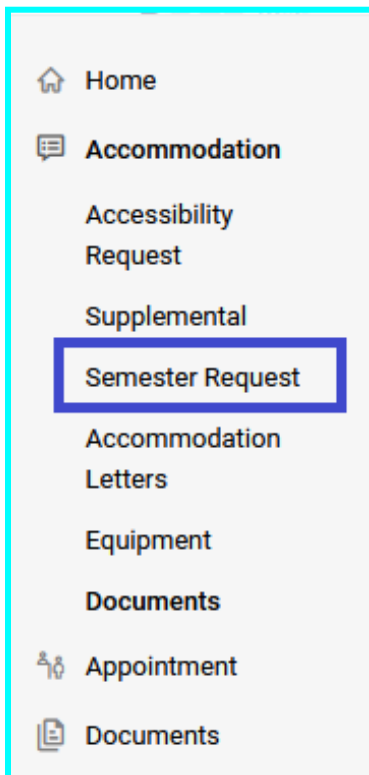 Home
Accommodation
Accessibility
Request
Supplemental
Semester Request
Accommodation
Letters
Equipment
Documents
Appointment
Documents